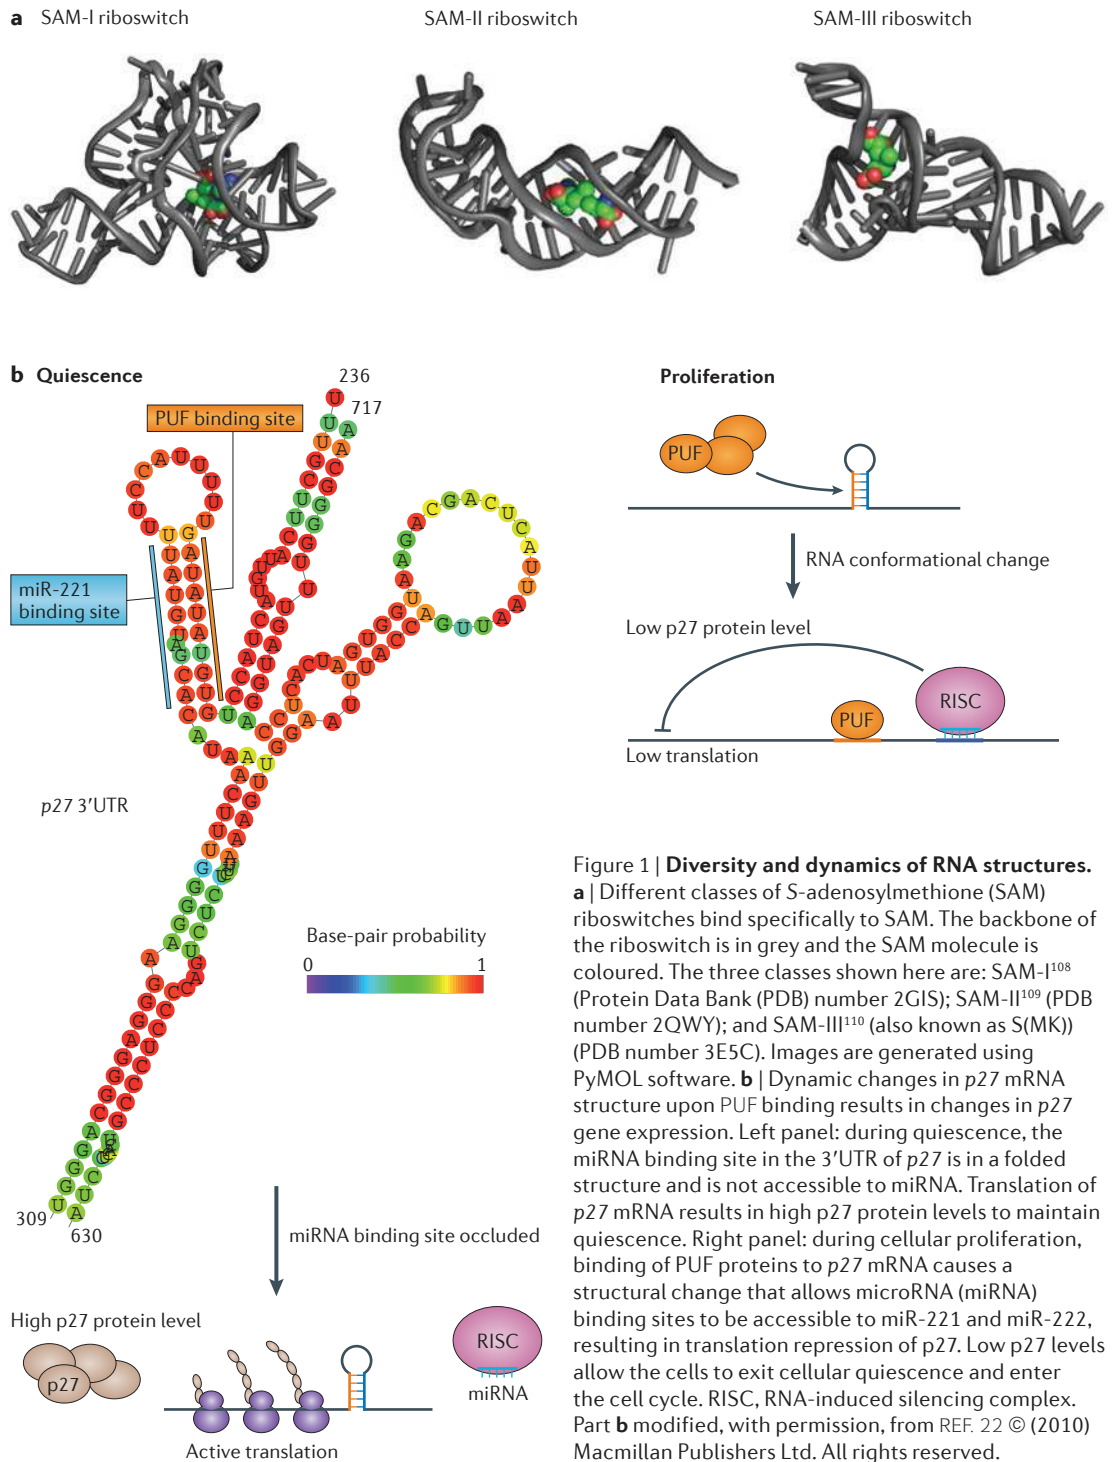 a SAM-I riboswitch
SAM-II riboswitch
SAM-III riboswitch
b Quiescence
236
717
PUF binding site
miR-221
binding site
p27 3′UTR
Base-pair probability
0
1
309
630
miRNA binding site occluded
High p27 protein level
p27
RISC
miRNA
Active translation
Proliferation
PUF
RNA conformational change
Low p27 protein level
RISC
PUF
Low translation
Figure 1 | Diversity and dynamics of RNA structures.
a | Different classes of S-adenosylmethione (SAM)
riboswitches bind specifically to SAM. The backbone of
the riboswitch is in grey and the SAM molecule is
coloured. The three classes shown here are: SAM-I108
(Protein Data Bank (PDB) number 2GIS); SAM-II109 (PDB
number 2QWY); and SAM-III110 (also known as S(MK))
(PDB number 3E5C). Images are generated using
PyMOL software. b | Dynamic changes in p27 mRNA
structure upon PUF binding results in changes in p27
gene expression. Left panel: during quiescence, the
miRNA binding site in the 3′UTR of p27 is in a folded
structure and is not accessible to miRNA. Translation of
p27 mRNA results in high p27 protein levels to maintain
quiescence. Right panel: during cellular proliferation,
binding of PUF proteins to p27 mRNA causes a
structural change that allows microRNA (miRNA)
binding sites to be accessible to miR-221 and miR-222,
resulting in translation repression of p27. Low p27 levels
allow the cells to exit cellular quiescence and enter
the cell cycle. RISC, RNA-induced silencing complex.
Part b modified, with permission, from REF. 22 © (2010)
Macmillan Publishers Ltd. All rights reserved.